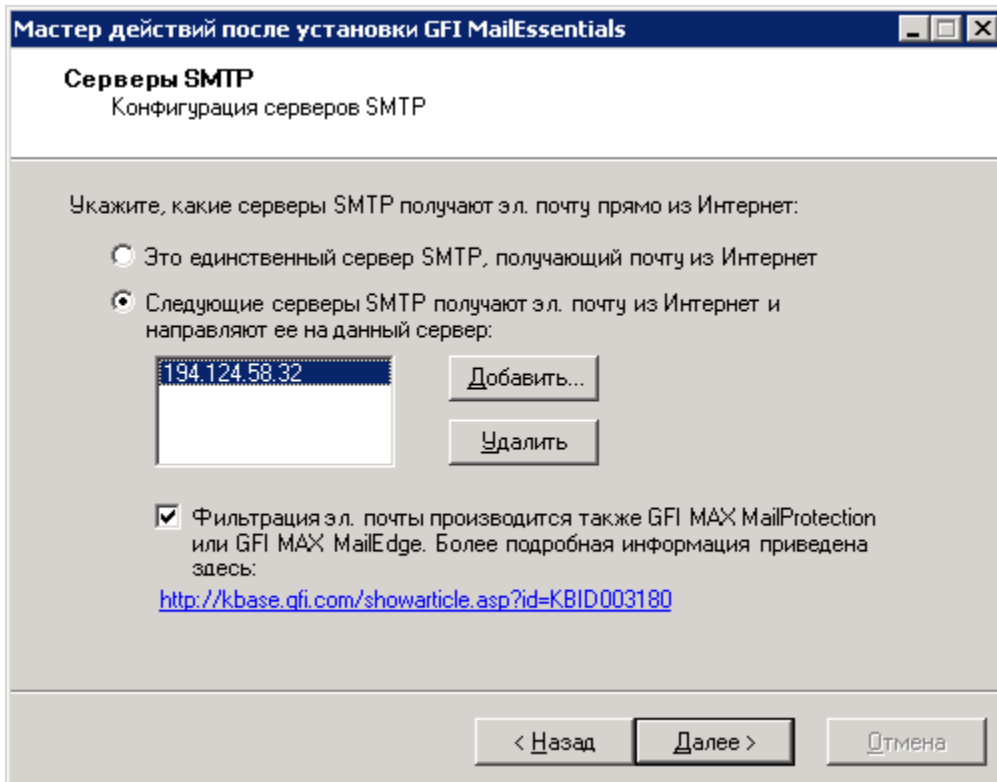 Мастер действий после установки GFI MailEssentials
Серверы SMTP
Конфигурация серверов SMTP
Укажите, какие серверы SMTP получают эл. почту прямо из Интернет:
Это единственный сервер SMTP, получающий почту из Интернет
Следующие серверы SMTP получают эл. почту из Интернет и
направляют ее на данный сервер:
194.124.58.32
Добавить...
Удалить
Фильтрация эл. почты производится также GFI MAX MailProtection
или GFI MAX MailEdge. Более подробная информация приведена
здесь:
http://kbase.gfi.com/showarticle.asp?id=KBID003180
< Назад
Далее >
Отмена